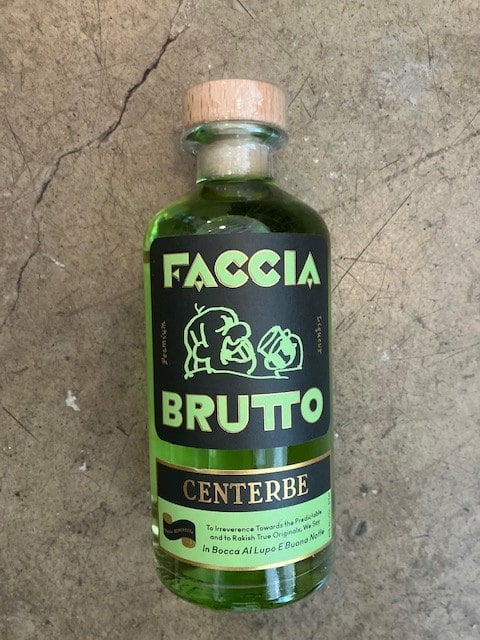 FACCIA
Premium
Liqueur
BRUTTO
CENTERBE
To Irreverence Towards the Predictable
and to Rakish True Originals, We Say
In Bocca Al Lupo E Buona Notte